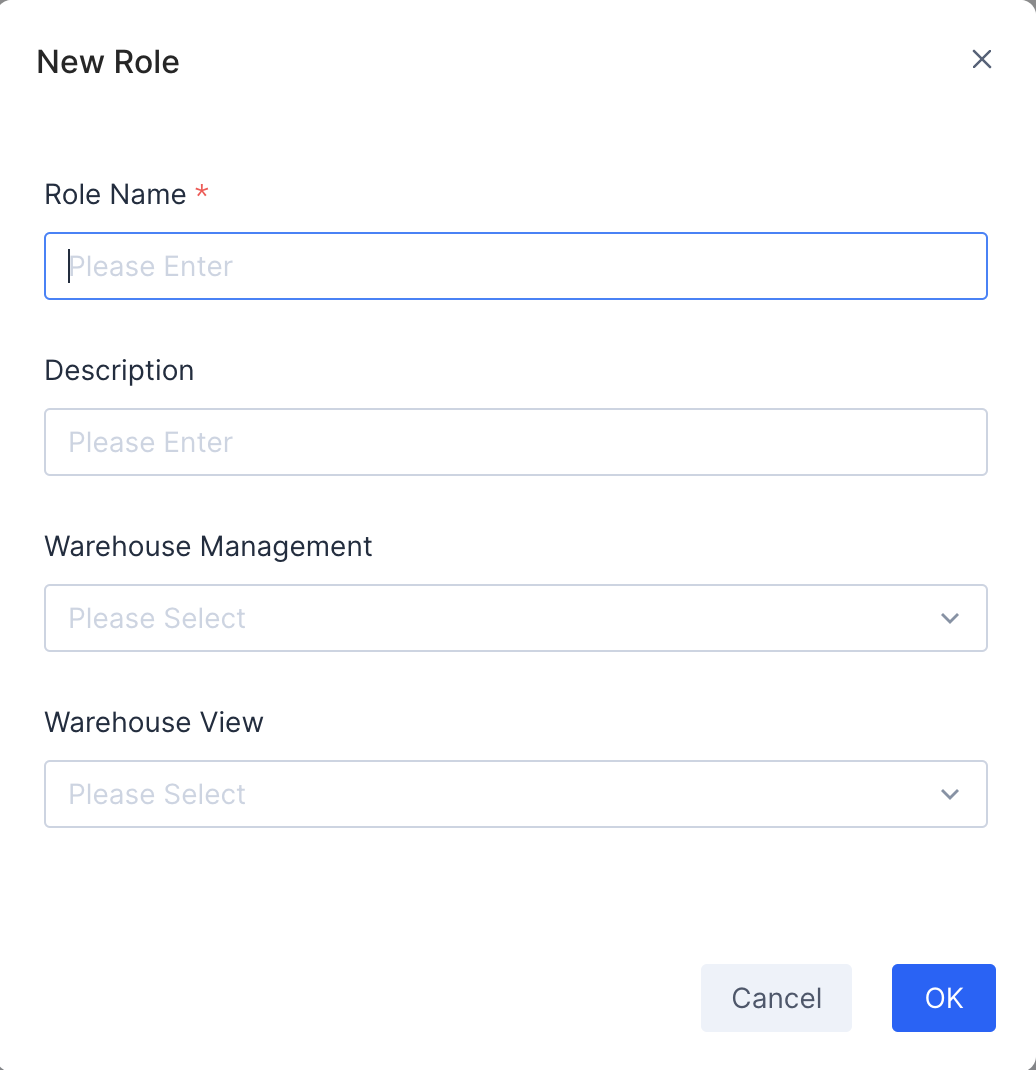 New Role
Role Name *
Please Enter
Description
Please Enter
Warehouse Management
Please Select
Warehouse View
Please Select
Cancel OK